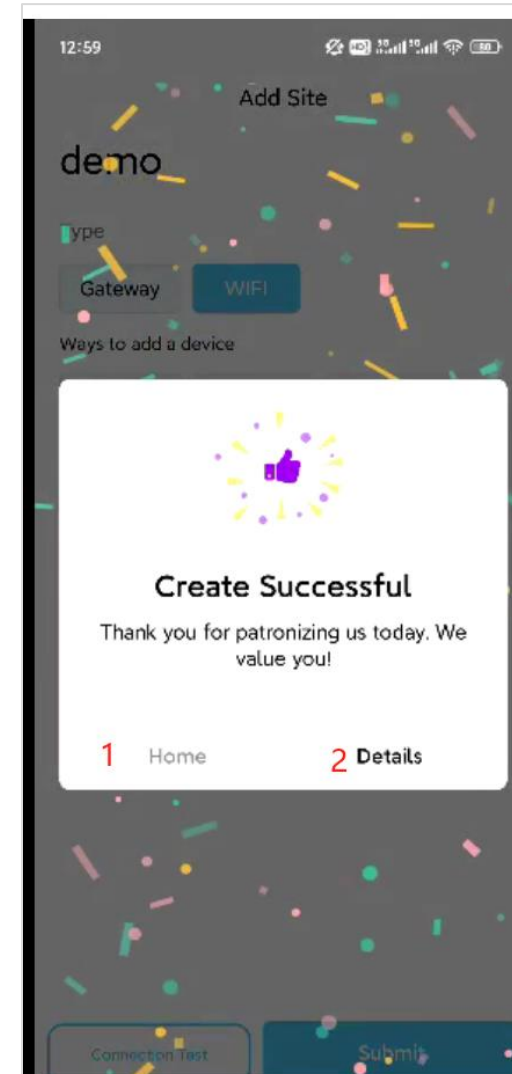 12:59
Add Site
demo
Type
Gateway WIFI
Ways to add a device
Create Successful
Thank you for patronizing us today. We
value you!
1 Home 2 Details
Connection Test Submit